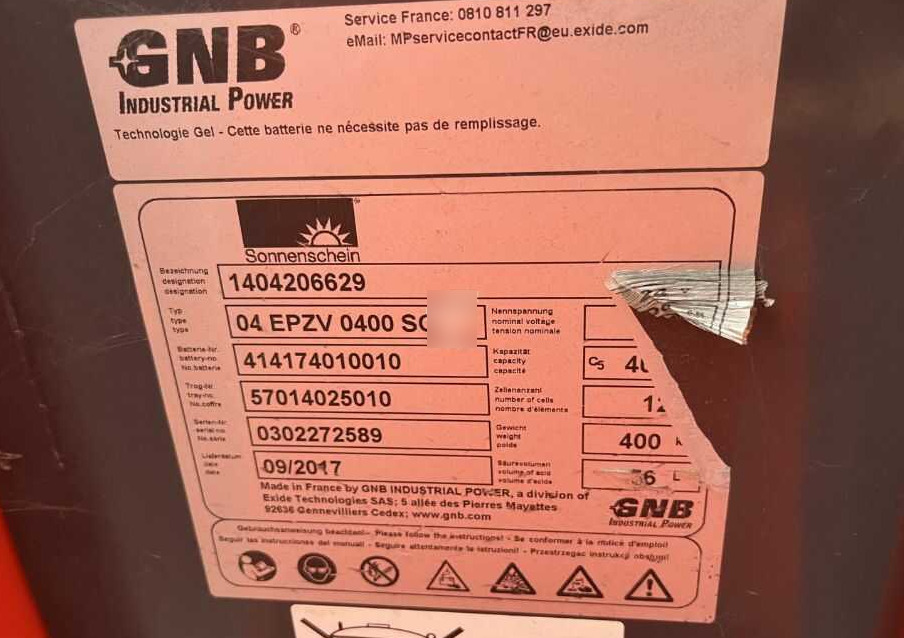 GNB®
INDUSTRIAL POWER
Service France: 0810 811 297
eMail: MPservicecontactFR@eu.exide.com
Technologie Gel - Cette batterie ne nécessite pas de remplissage.
Sonnenschein
Bezeichnung
designation
désignation
1404206629
Typ
type
type
04 EPZV 0400 SC
Nennspannung
nominal voltage
tension nominale
Batterie-Nr.
battery-no.
No.batterie
414174010010
Kapazität
capacity
capacité
C5
Trog-Nr.
tray-no.
No.coffre
57014025010
Zellenanzahl
number of cells
nombre d'éléments
Serien-Nr.
serial no.
No.série
0302272589
Gewicht
weight
poids
400 k
Lieferdatum
date
date
09/2017
Säurevolumen
volume of acid
volume d'acide
L
Made in France by GNB INDUSTRIAL POWER, a division of
Exide Technologies SAS; 5 allée des Pierres Mayettes
92636 Gennevilliers Cedex; www.gnb.com
GNB
INDUSTRIAL POWER
Gebrauchsanweisung beachten! - Please follow the instructions! - Se conformer à la notice d'emploi!
Seguir las instrucciones del manual! - Seguire attentamente le istruzioni! - Przestrzegac instrukcji obslugi!